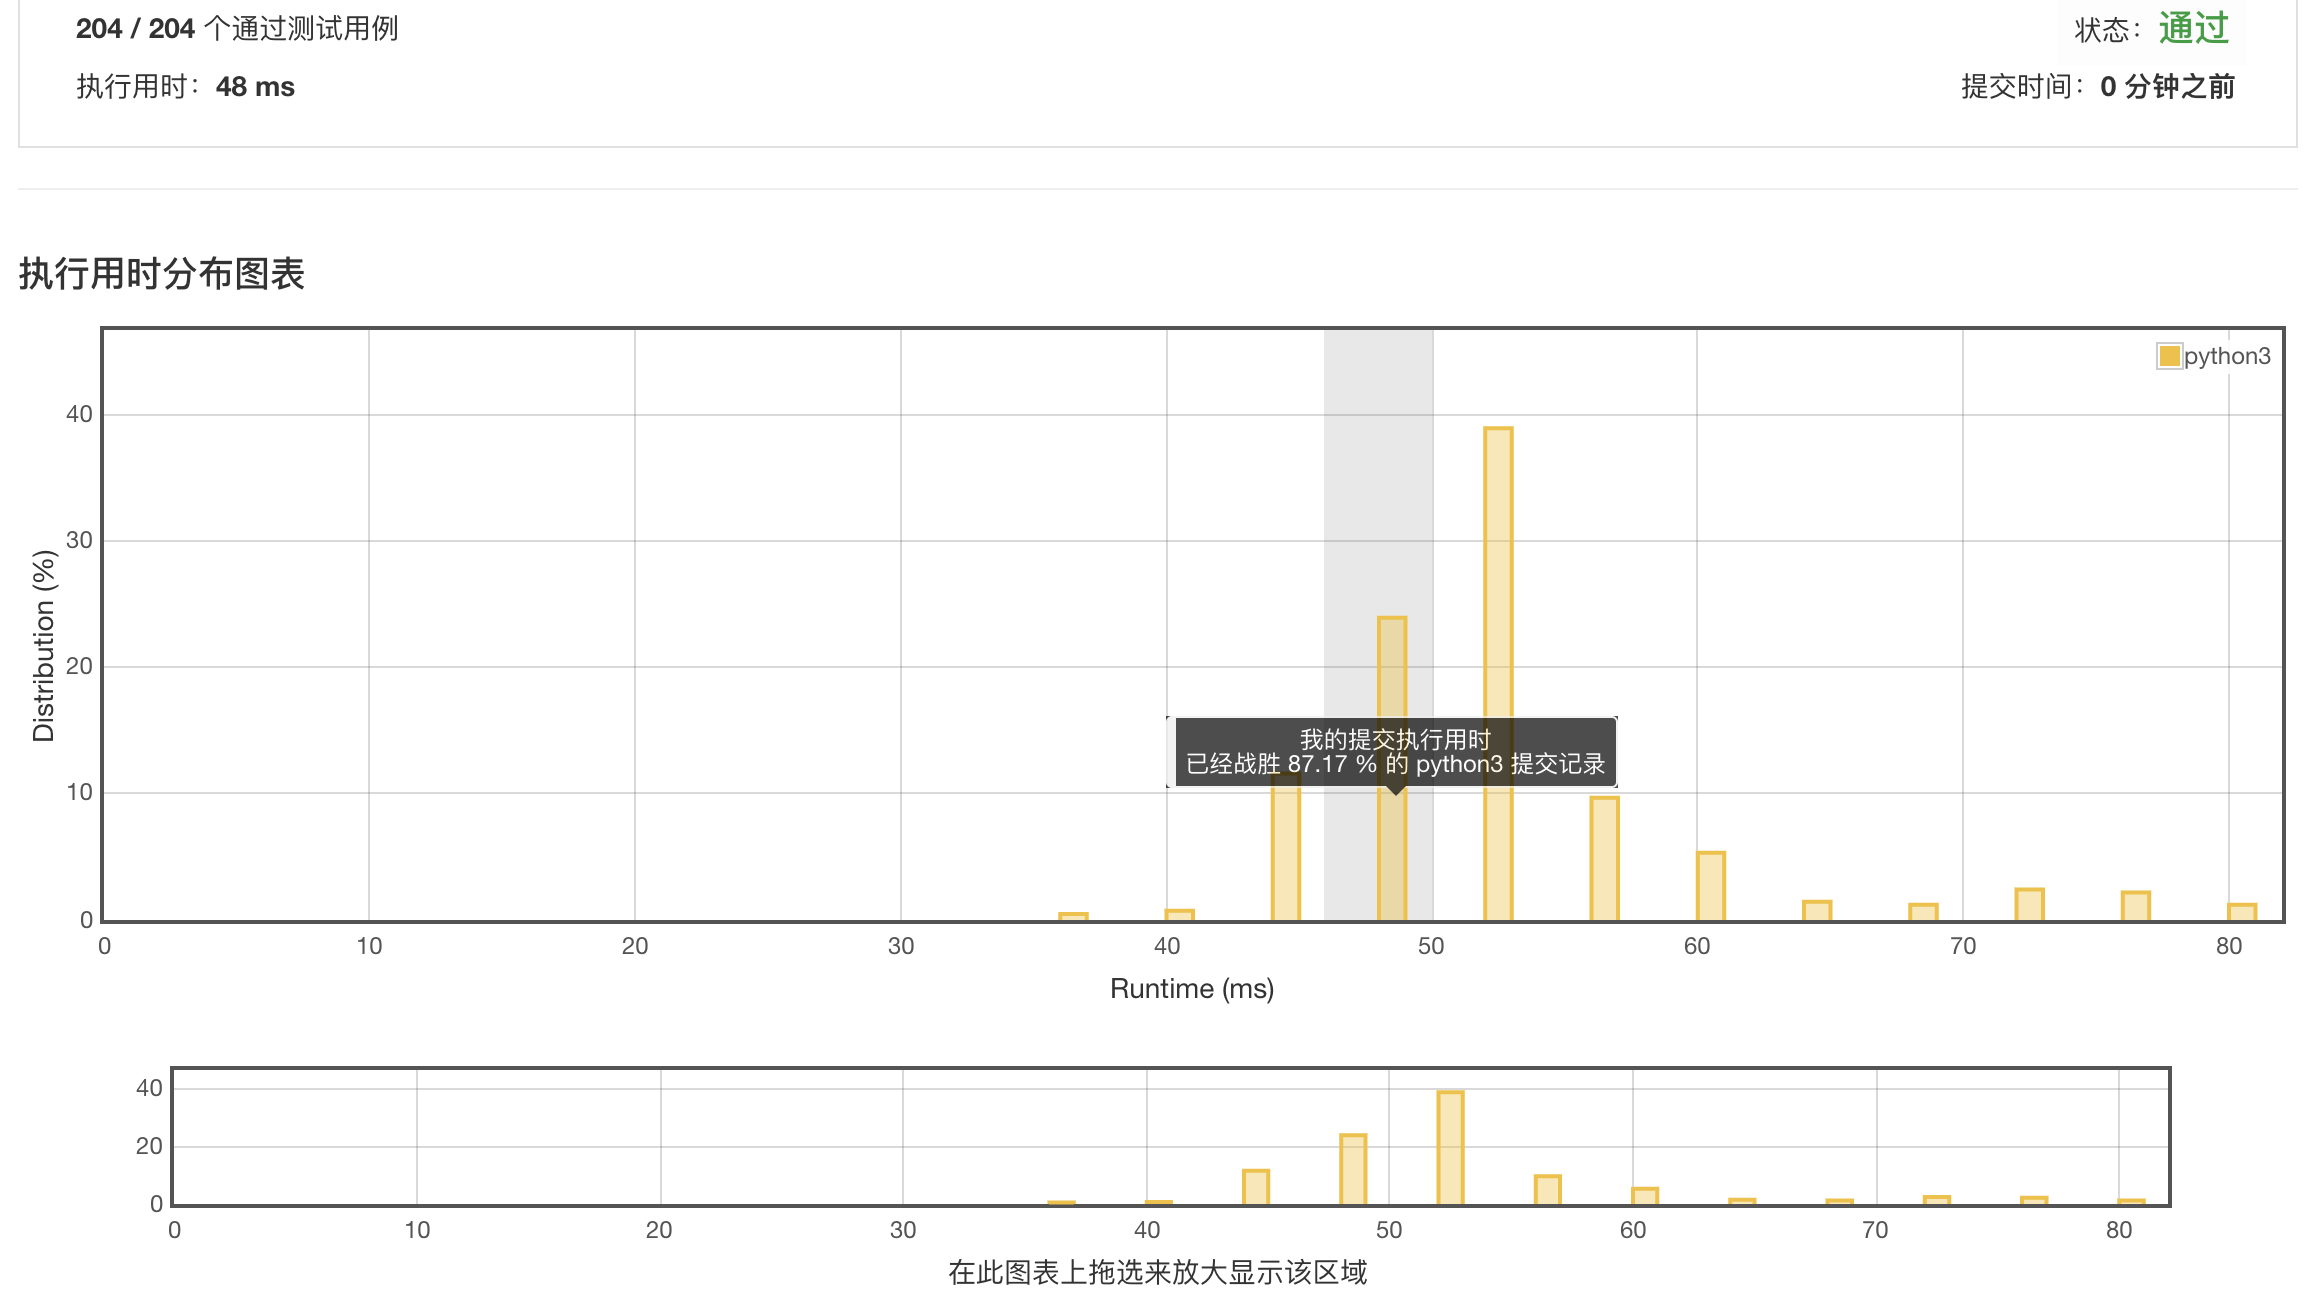 204 / 204 个通过测试用例
状态：通过
执行用时：48 ms
提交时间：0 分钟之前
执行用时分布图表
python3
40
30
20
10
0
Distribution (%)
我的提交执行用时
已经战胜 87.17 % 的 python3 提交记录
0 10 20 30 40 50 60 70 80
Runtime (ms)
40
20
0
0 10 20 30 40 50 60 70 80
在此图表上拖选来放大显示该区域